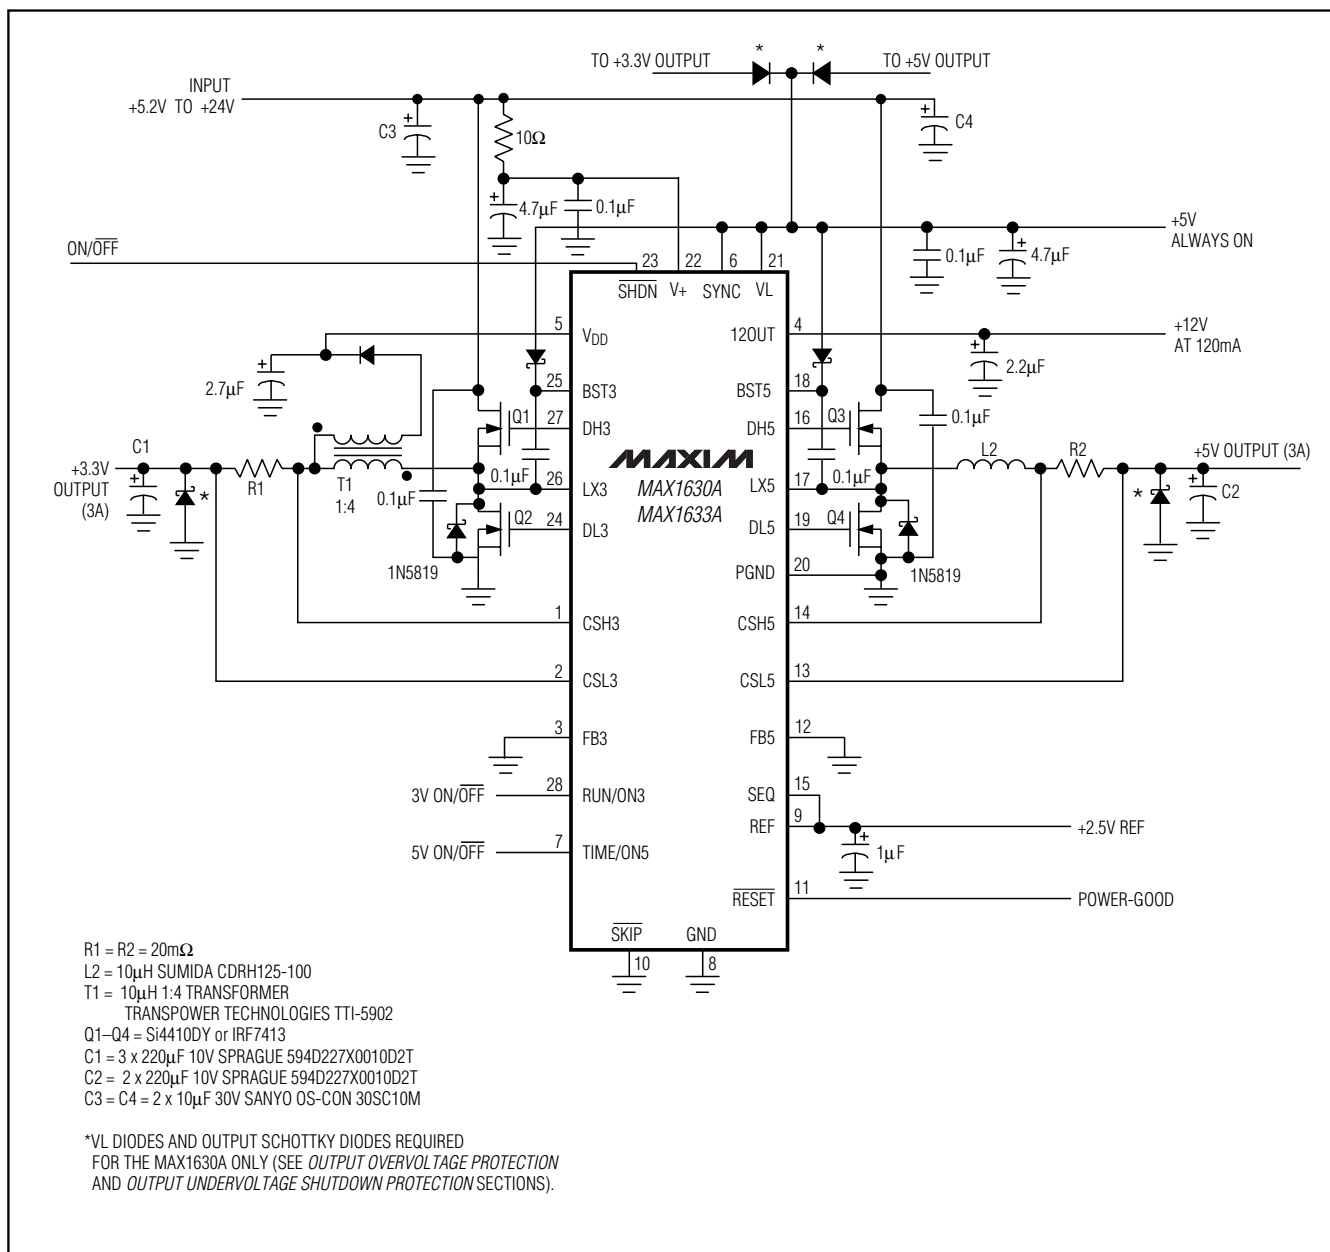 TO +3.3V OUTPUT
*
*
TO +5V OUTPUT
INPUT
+5.2V TO +24V
C3
10Ω
C4
4.7μF
0.1μF
+5V
ALWAYS ON
0.1μF
4.7μF
ON/OFF
23
22
6
21
SHDN
V+
SYNC
VL
5
VDD
12OUT
4
+12V
AT 120mA
2.7μF
2.2μF
25
BST3
BST5
18
Q1
27
DH3
DH5
16
Q3
0.1μF
C1
+3.3V
OUTPUT
(3A)
*
R1
T1
1:4
0.1μF
0.1μF
26
LX3
MAXIM
MAX1630A
MAX1633A
LX5
17
0.1μF
L2
R2
+5V OUTPUT (3A)
*
C2
Q2
24
DL3
DL5
19
Q4
1N5819
PGND
20
1N5819
1
CSH3
CSH5
14
2
CSL3
CSL5
13
3
FB3
FB5
12
3V ON/OFF
28
RUN/ON3
SEQ
15
REF
9
+2.5V REF
5V ON/OFF
7
TIME/ON5
1μF
RESET
11
POWER-GOOD
SKIP
GND
10
8
R1 = R2 = 20mΩ
L2 = 10μH SUMIDA CDRH125-100
T1 = 10μH 1:4 TRANSFORMER
TRANSPOWER TECHNOLOGIES TTI-5902
Q1–Q4 = Si4410DY or IRF7413
C1 = 3 x 220μF 10V SPRAGUE 594D227X0010D2T
C2 = 2 x 220μF 10V SPRAGUE 594D227X0010D2T
C3 = C4 = 2 x 10μF 30V SANYO OS-CON 30SC10M
*VL DIODES AND OUTPUT SCHOTTKY DIODES REQUIRED
FOR THE MAX1630A ONLY (SEE OUTPUT OVERVOLTAGE PROTECTION
AND OUTPUT UNDERVOLTAGE SHUTDOWN PROTECTION SECTIONS).